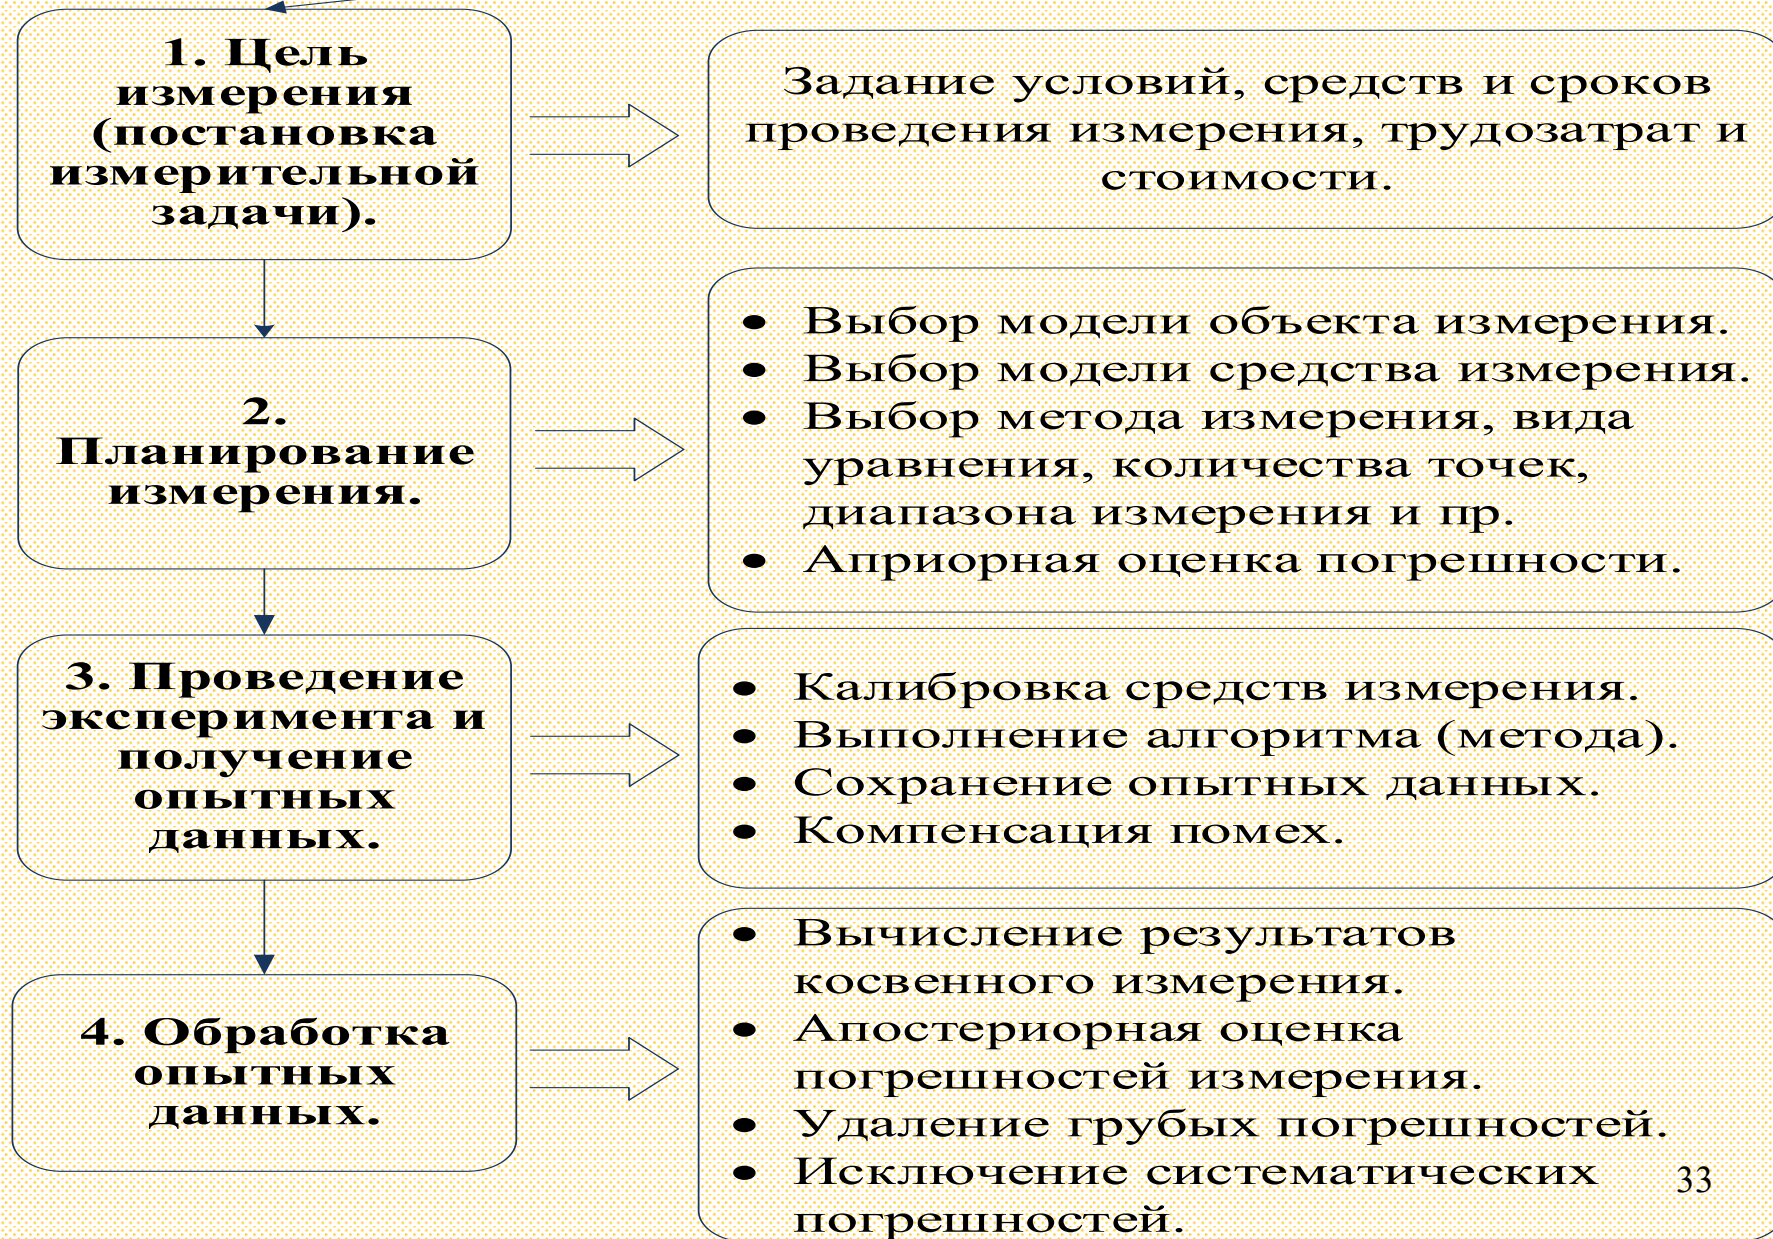 1. Цель
измерения
(постановка
измерительной
задачи).
Задание условий, средств и сроков
проведения измерения, трудозатрат и
стоимости.
2.
Планирование
измерения.
• Выбор модели объекта измерения.
• Выбор модели средства измерения.
• Выбор метода измерения, вида
уравнения, количества точек,
диапазона измерения и пр.
• Априорная оценка погрешности.
3. Проведение
эксперимента и
получение
опытных
данных.
• Калибровка средств измерения.
• Выполнение алгоритма (метода).
• Сохранение опытных данных.
• Компенсация помех.
4. Обработка
опытных
данных.
• Вычисление результатов
косвенного измерения.
• Апостериорная оценка
погрешностей измерения.
• Удаление грубых погрешностей.
• Исключение систематических
погрешностей.
33